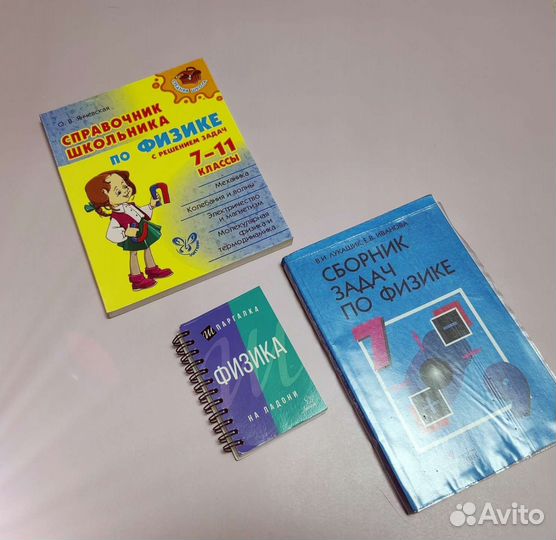 О. В. Янчевская
СПРАВОЧНИК
ШКОЛЬНИКА
ПО ФИЗИКЕ
С РЕШЕНИЕМ ЗАДАЧ
7–11
КЛАССЫ
Механика
Колебания и волны
Электричество
и магнетизм
Молекулярная
физика и
термодинамика
В.И. ЛУКАШИК, Е.В. ИВАНОВА
СБОРНИК
ЗАДАЧ
ПО ФИЗИКЕ
7
ШПАРГАЛКА
ФИЗИКА
НА ЛАДОНИ
Avito